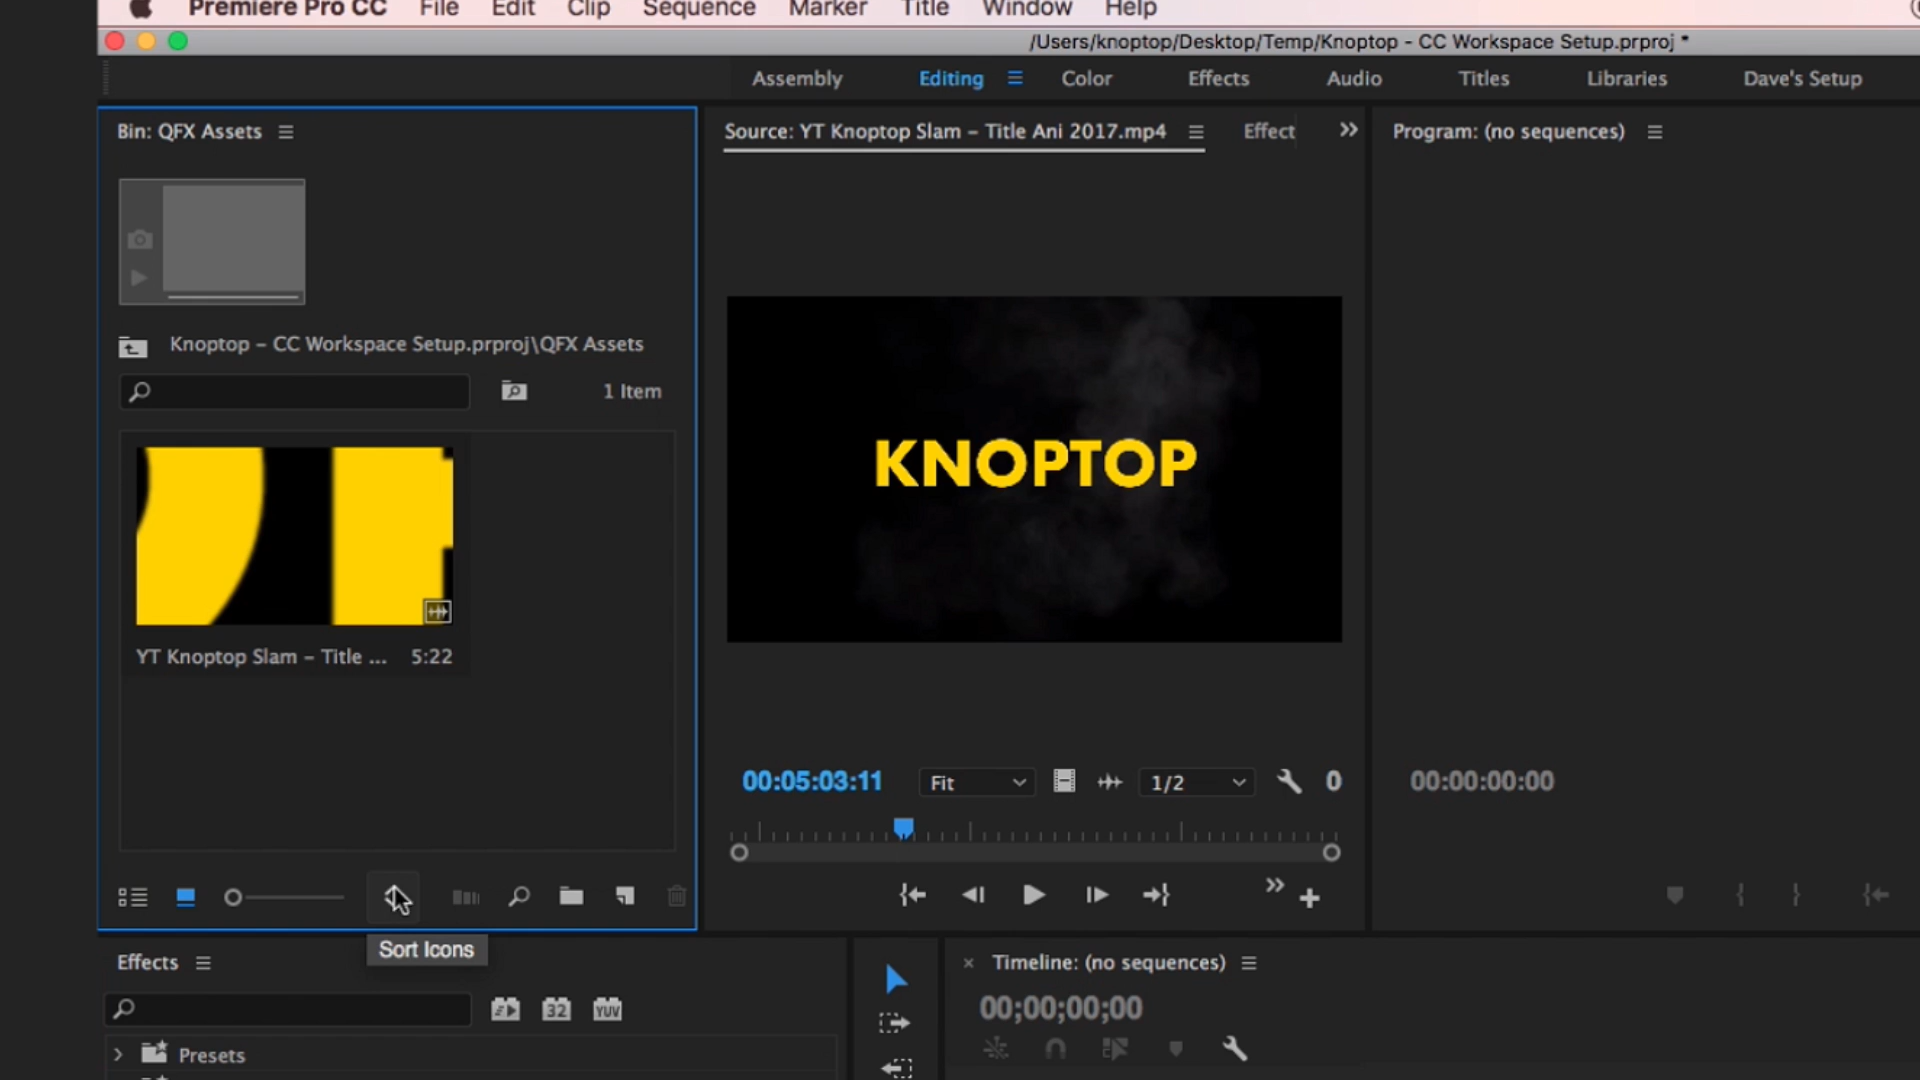 Premiere Pro CC File Edit Clip Sequence Marker Title Window Help
/Users/knoptop/Desktop/Temp/Knoptop - CC Workspace Setup.prproj *
Assembly Editing Color Effects Audio Titles Libraries Dave's Setup
Bin: QFX Assets
Source: YT Knoptop Slam – Title Ani 2017.mp4 Effect
Program: (no sequences)
Knoptop – CC Workspace Setup.prproj\QFX Assets
1 Item
YT Knoptop Slam – Title ... 5:22
KNOPTOP
00:05:03:11 Fit 1/2 0
00:00:00:00
Sort Icons
Effects
32 YUV
Presets
Timeline: (no sequences)
00;00;00;00